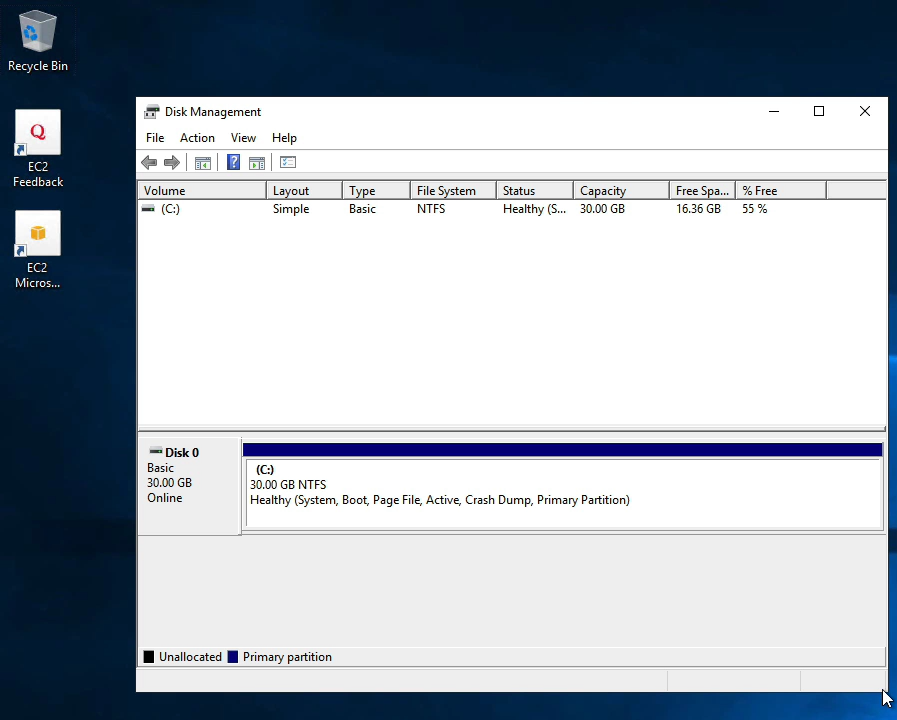 Recycle Bin
Q
EC2
Feedback
EC2
Micros...
Disk Management
File Action View Help
Volume Layout Type File System Status Capacity Free Spa... % Free
(C:) Simple Basic NTFS Healthy (S... 30.00 GB 16.36 GB 55 %
Disk 0
Basic
30.00 GB
Online
(C:)
30.00 GB NTFS
Healthy (System, Boot, Page File, Active, Crash Dump, Primary Partition)
Unallocated Primary partition